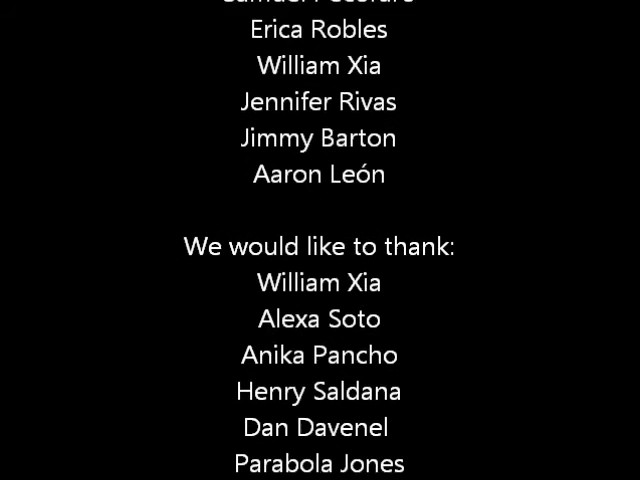 Erica Robles
William Xia
Jennifer Rivas
Jimmy Barton
Aaron León
We would like to thank:
William Xia
Alexa Soto
Anika Pancho
Henry Saldana
Dan Davenel
Parabola Jones